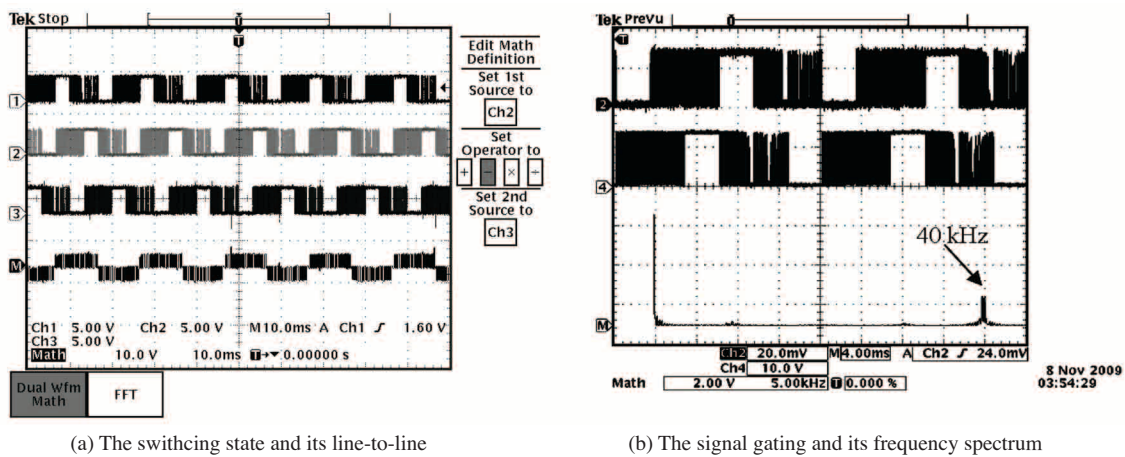 Tek Stop
T
Edit Math
Definition
Set 1st
Source to
Ch2
Set
Operator to
+ − × ÷
Set 2nd
Source to
Ch3
1
2
3
M
Ch1 5.00 V Ch2 5.00 V M10.0ms A Ch1 ƒ 1.60 V
Ch3 5.00 V
Math 10.0 V 10.0ms T→▾ 0.00000 s
Dual Wfm
Math
FFT
(a) The swithcing state and its line-to-line
Tek PreVu
T
2
4
M
40 kHz
Ch2 20.0mV M 4.00ms A Ch2 ƒ 24.0mV
Ch4 10.0 V
Math 2.00 V 5.00kHz T 0.000 %
8 Nov 2009
03:54:29
(b) The signal gating and its frequency spectrum